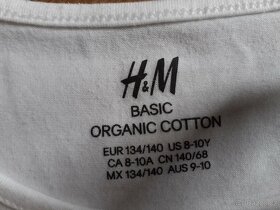 H&M
BASIC
ORGANIC COTTON
EUR 134/140 US 8-10Y
CA 8-10A CN 140/68
MX 134/140 AUS 9-10